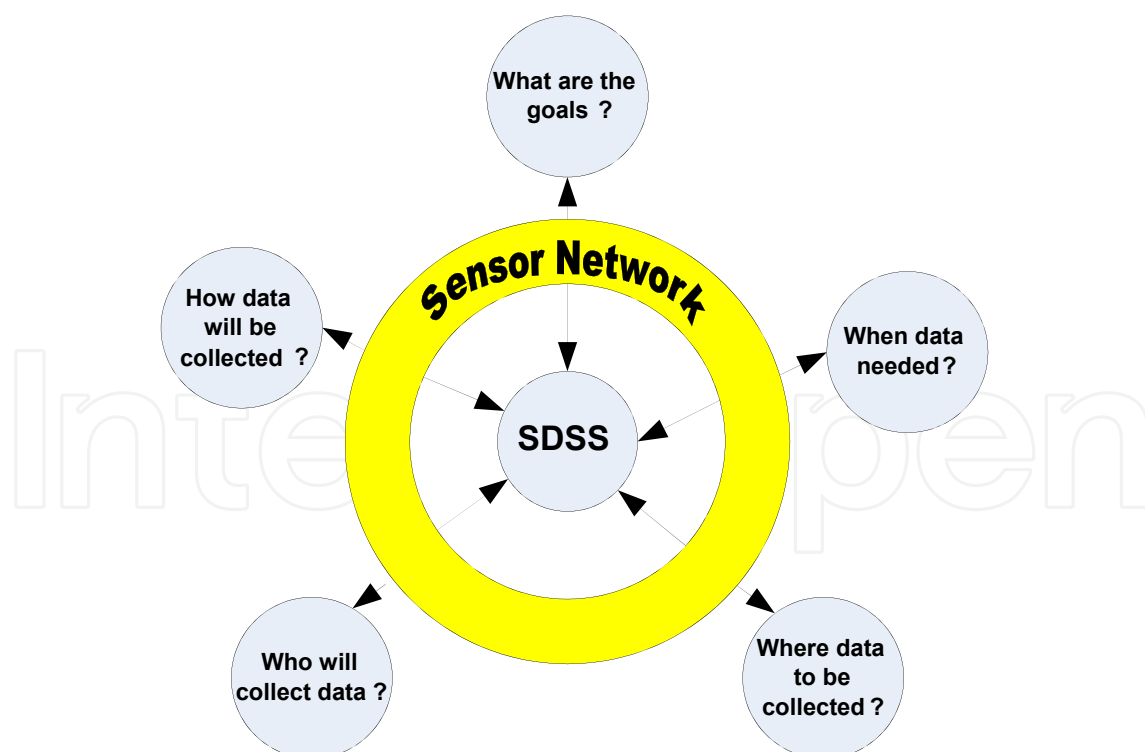 What are the
goals ?
Sensor Network
How data
will be
collected ?
When data
needed?
SDSS
Who will
collect data ?
Where data
to be
collected ?